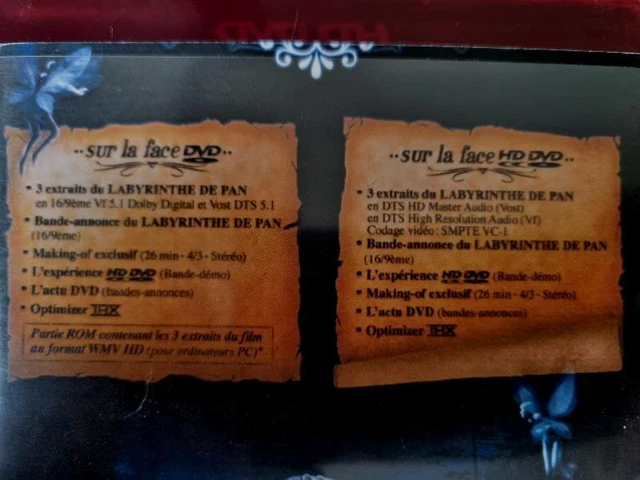 ··sur la face DVD··
• 3 extraits du LABYRINTHE DE PAN
en 16/9ème Vf 5.1 Dolby Digital et Vost DTS 5.1
• Bande-annonce du LABYRINTHE DE PAN
(16/9ème)
• Making-of exclusif (26 min - 4/3 - Stéréo)
• L'expérience HD DVD (Bande-démo)
• L'actu DVD (bandes-annonces)
• Optimizer THX
Partie ROM contenant les 3 extraits du film
au format WMV HD (pour ordinateurs PC)*
··sur la face HD DVD··
• 3 extraits du LABYRINTHE DE PAN
en DTS HD Master Audio (Vost)
en DTS High Resolution Audio (Vf)
Codage vidéo : SMPTE VC-1
• Bande-annonce du LABYRINTHE DE PAN
(16/9ème)
• L'expérience HD DVD (Bande-démo)
• Making-of exclusif (26 min - 4/3 - Stéréo)
• L'actu DVD (bandes-annonces)
• Optimizer THX